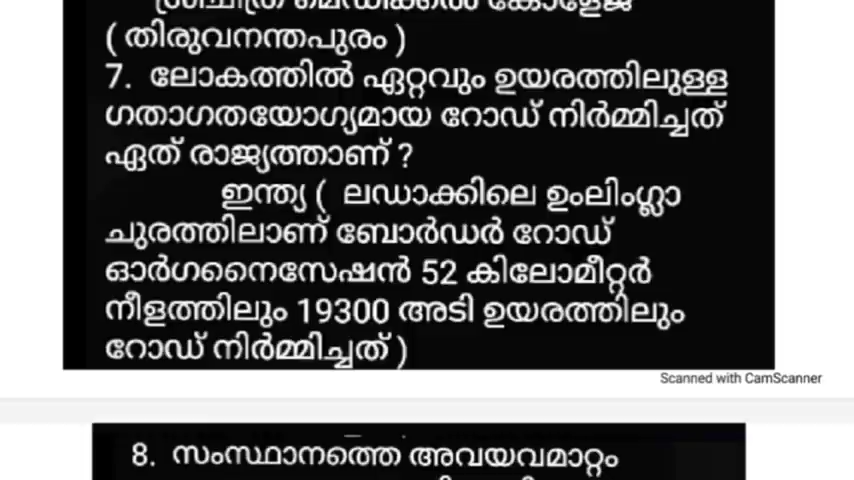 ശ്രീചിത്ര മെഡിക്കൽ കോളേജ്
( തിരുവനന്തപുരം )
7. ലോകത്തിൽ ഏറ്റവും ഉയരത്തിലുള്ള
ഗതാഗതയോഗ്യമായ റോഡ് നിർമ്മിച്ചത്
ഏത് രാജ്യത്താണ് ?
ഇന്ത്യ ( ലഡാക്കിലെ ഉംലിംഗ്ലാ
ചുരത്തിലാണ് ബോർഡർ റോഡ്
ഓർഗനൈസേഷൻ 52 കിലോമീറ്റർ
നീളത്തിലും 19300 അടി ഉയരത്തിലും
റോഡ് നിർമ്മിച്ചത് )
Scanned with CamScanner
8. സംസ്ഥാനത്തെ അവയവമാറ്റം